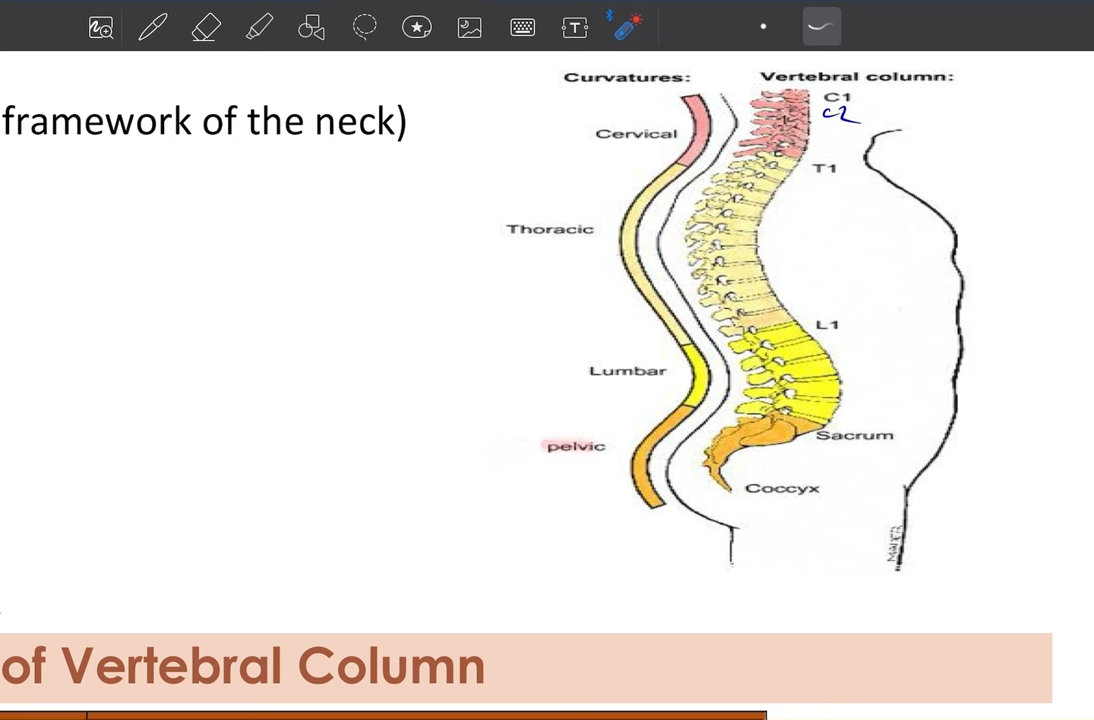 framework of the neck)
Curvatures:
Vertebral column:
C1
C2
Cervical
T1
Thoracic
L1
Lumbar
Sacrum
pelvic
Coccyx
of Vertebral Column